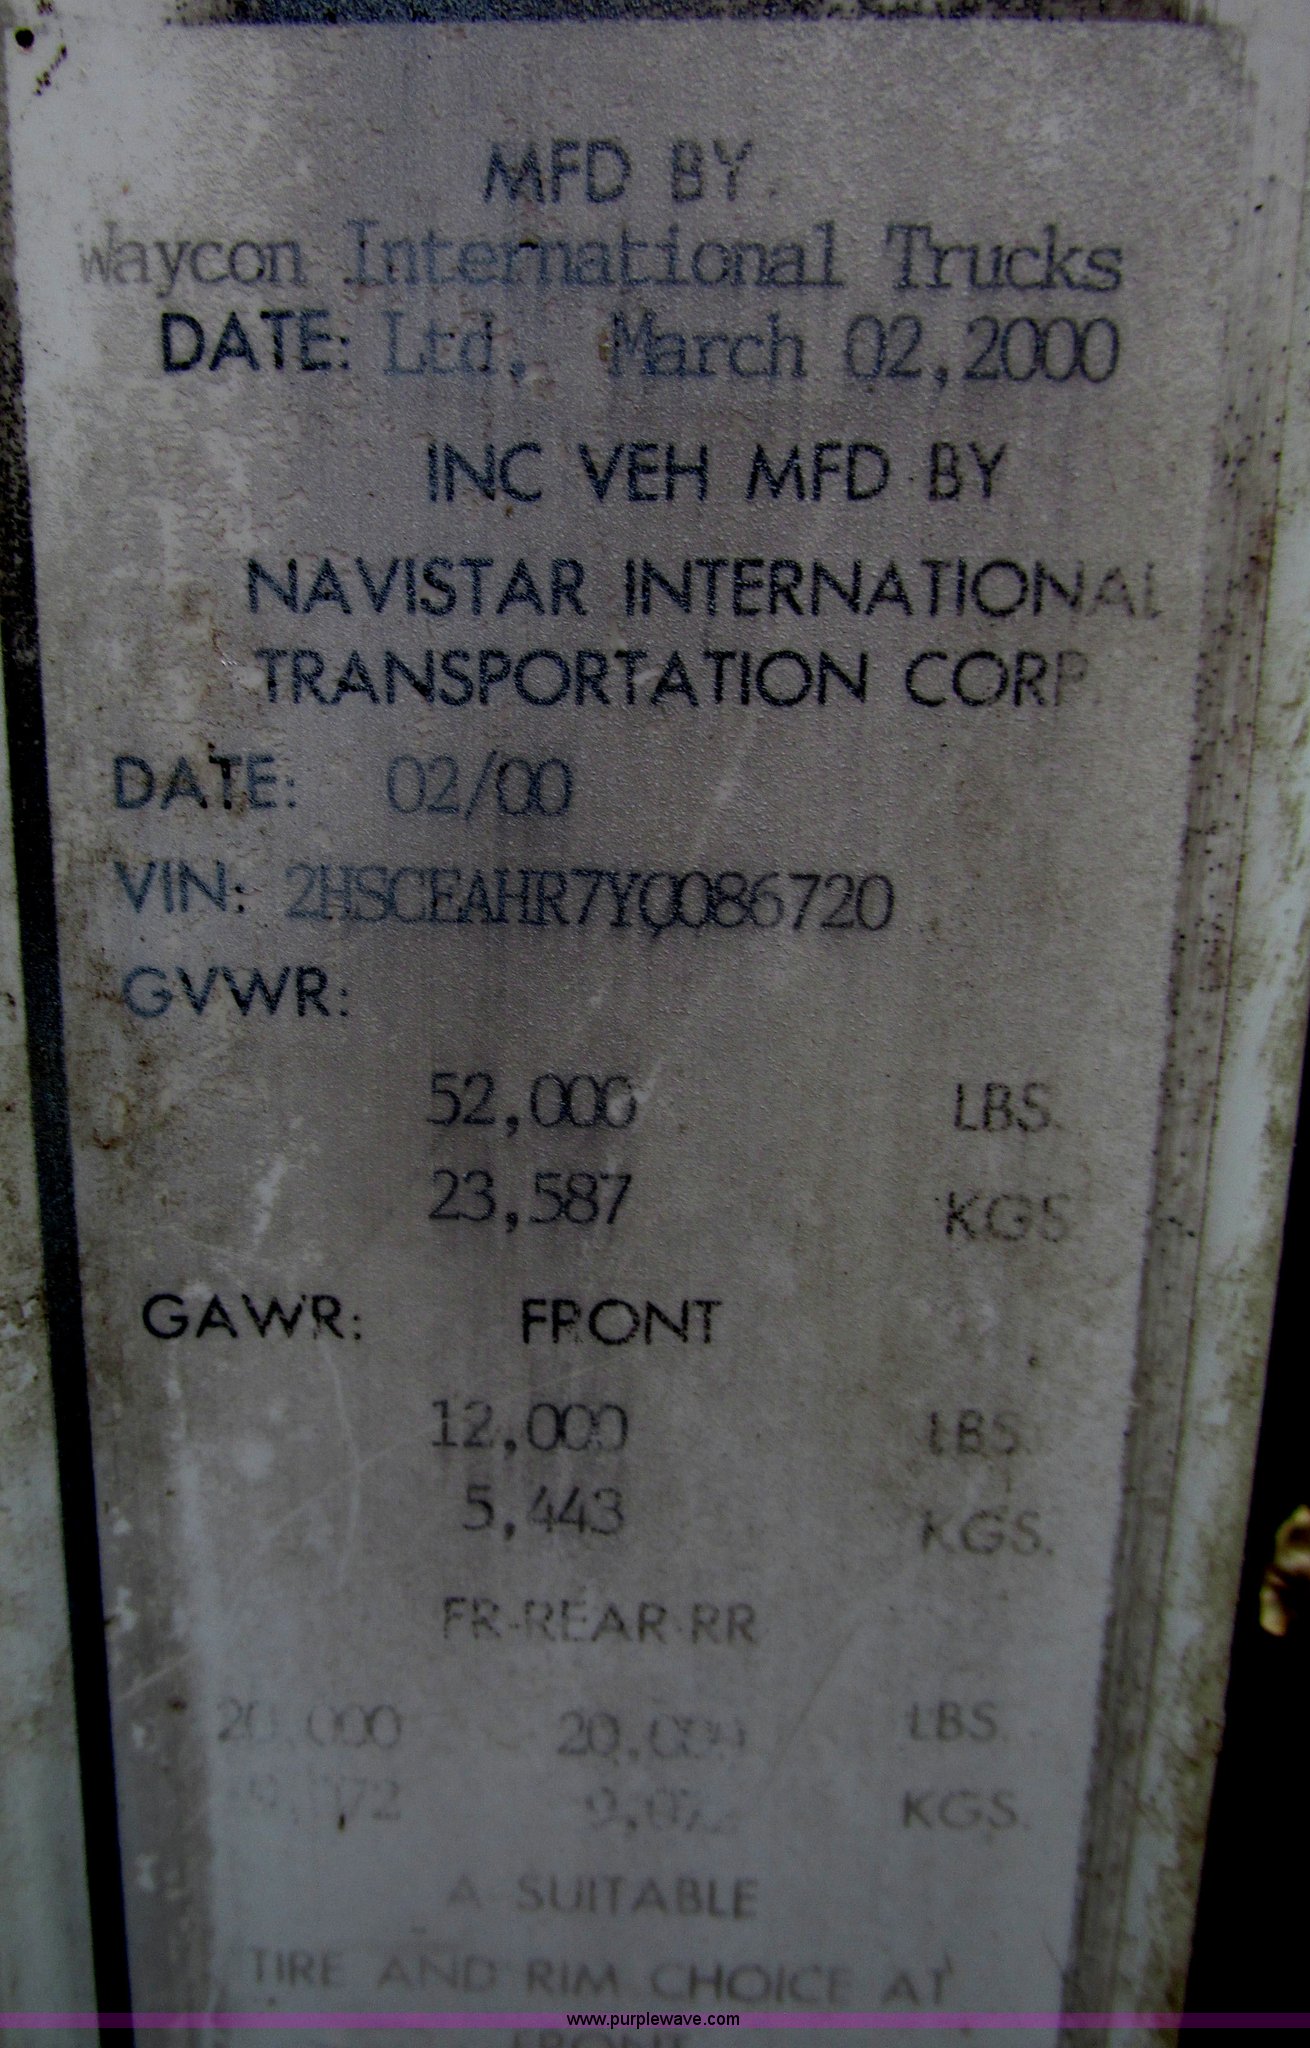 MFD BY
Waycon International Trucks
DATE: Ltd. March 02,2000
INC VEH MFD BY
NAVISTAR INTERNATIONAL
TRANSPORTATION CORP.
DATE: 02/00
VIN: 2HSCEAHR7YC086720
GVWR:
52,000 LBS.
23,587 KGS
GAWR: FRONT
12,000 LBS.
5,443 KGS.
FR-REAR-RR
20,000 20,000 LBS.
KGS.
A SUITABLE
TIRE AND RIM CHOICE AT
www.purplewave.com
FRONT